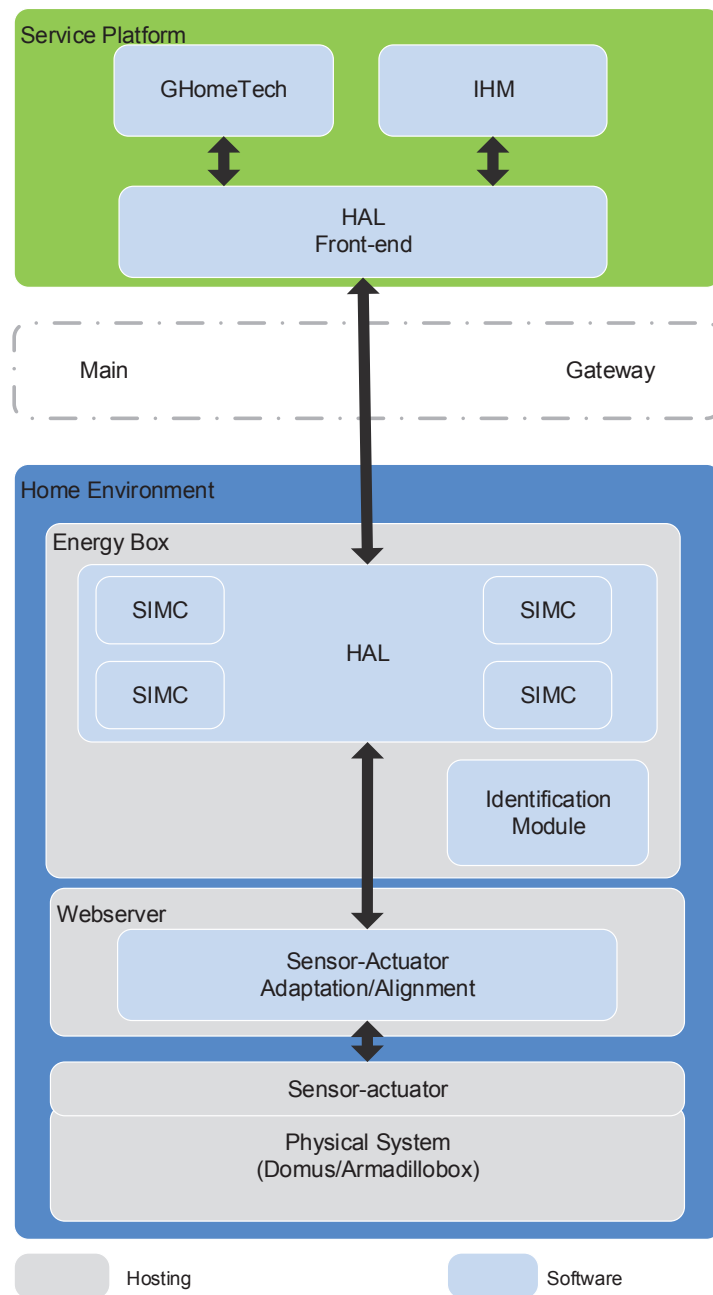 Service Platform
GHomeTech
IHM
HAL
Front-end
Main
Gateway
Home Environment
Energy Box
SIMC
SIMC
HAL
SIMC
SIMC
Identification
Module
Webserver
Sensor-Actuator
Adaptation/Alignment
Sensor-actuator
Physical System
(Domus/Armadillobox)
Hosting
Software